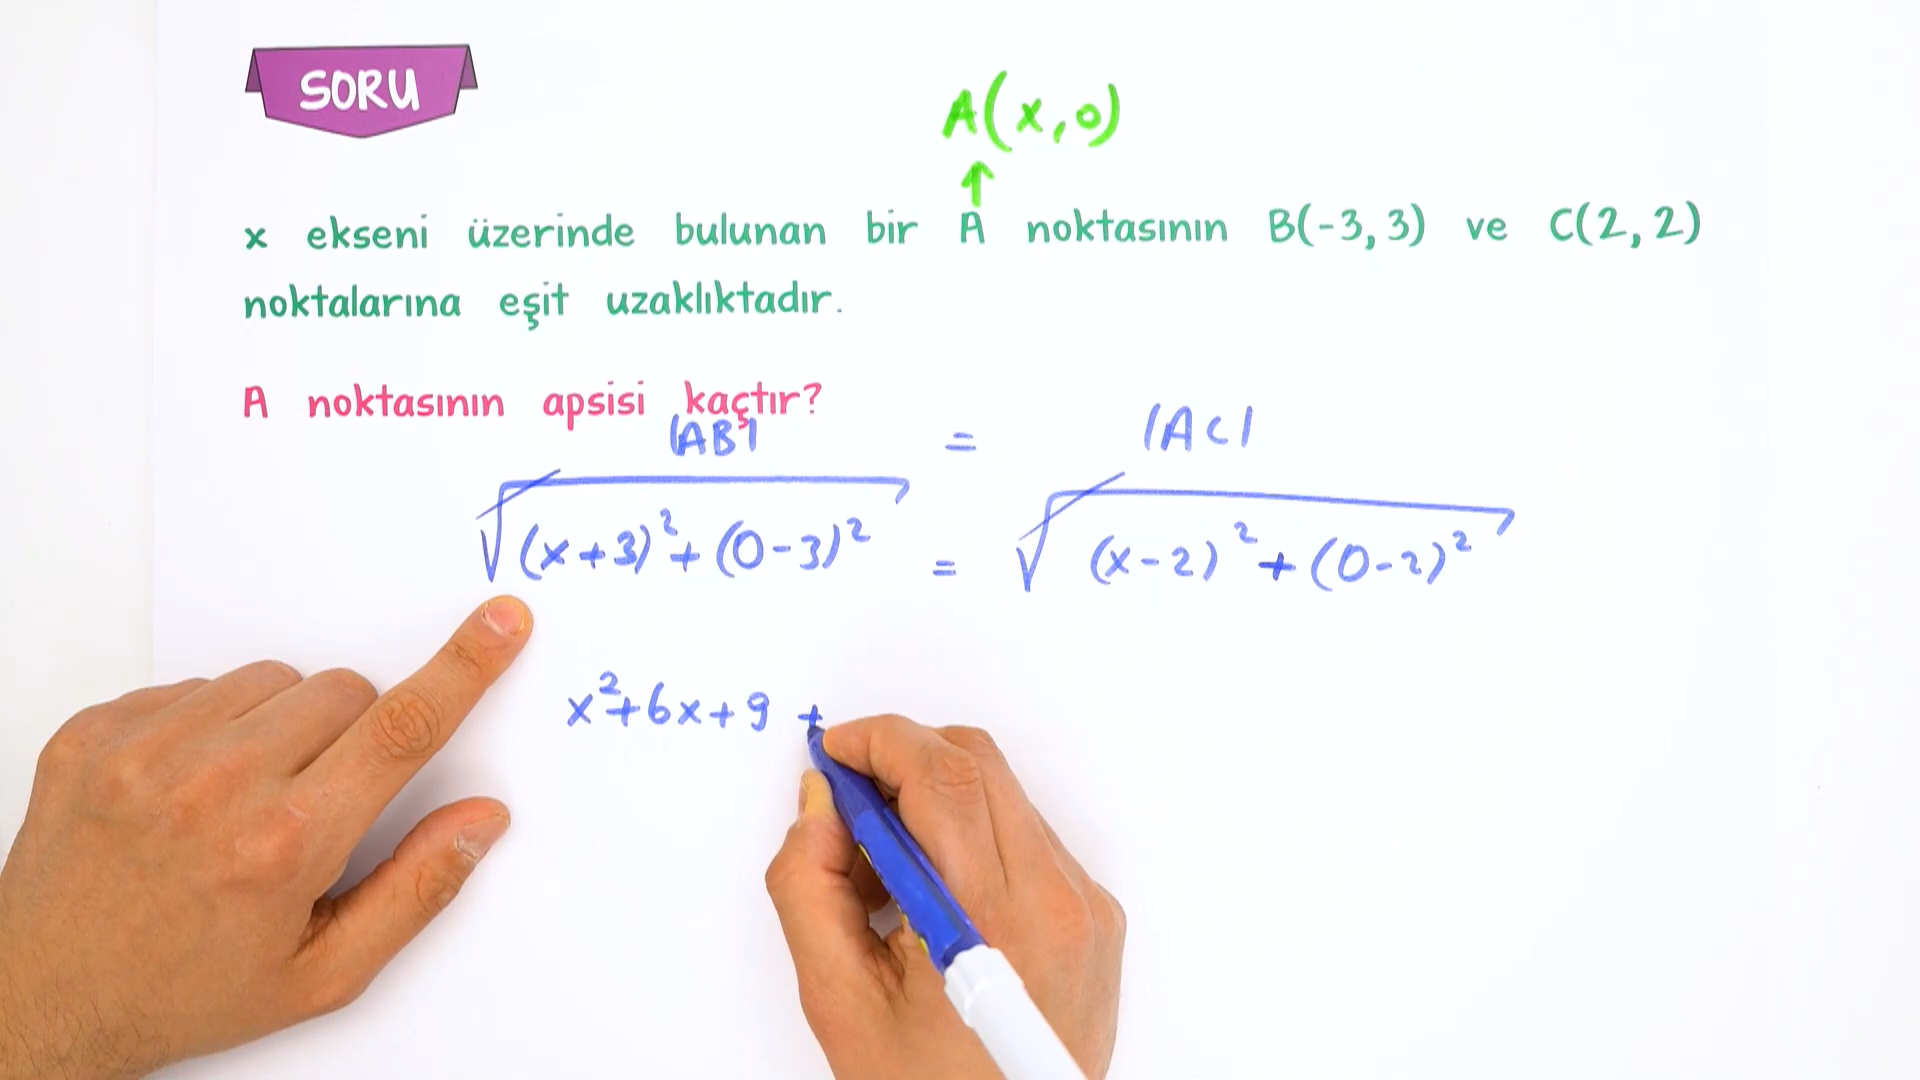 SORU
A(x,0)
↑
x ekseni üzerinde bulunan bir A noktasının B(-3,3) ve C(2,2)
noktalarına eşit uzaklıktadır.
A noktasının apsisi kaçtır?
|AB| = |AC|
√(x+3)²+(0-3)² = √(x-2)²+(0-2)²
x²+6x+9 +